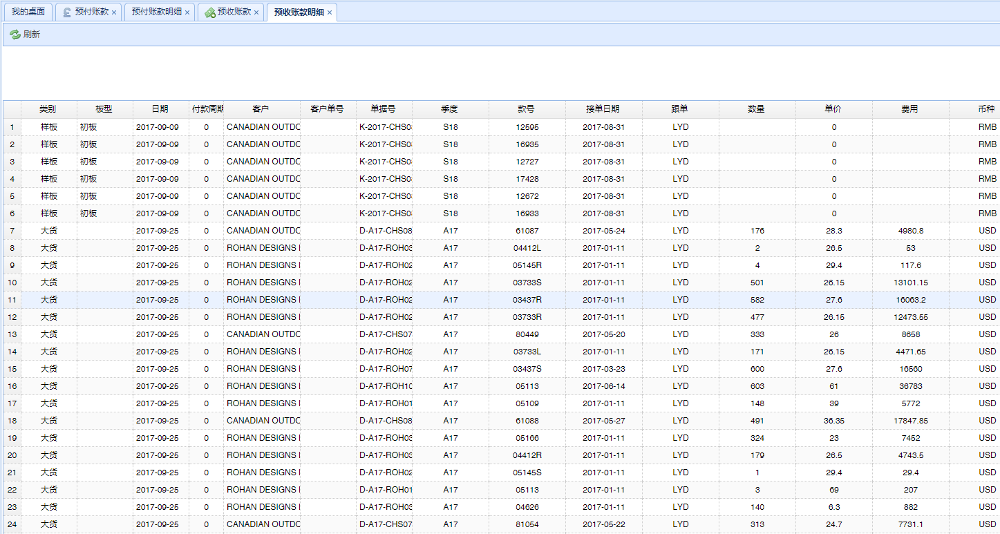 我的桌面 预付账款 × 预付账款明细 × 预收账款 × 预收账款明细 ×
刷新
类别 板型 日期 付款周期 客户 客户单号 单据号 季度 款号 接单日期 跟单 数量 单价 费用 币种
1 样板 初板 2017-09-09 0 CANADIAN OUTDO K-2017-CHS0 S18 12595 2017-08-31 LYD 0 RMB
2 样板 初板 2017-09-09 0 CANADIAN OUTDO K-2017-CHS0 S18 16935 2017-08-31 LYD 0 RMB
3 样板 初板 2017-09-09 0 CANADIAN OUTDO K-2017-CHS0 S18 12727 2017-08-31 LYD 0 RMB
4 样板 初板 2017-09-09 0 CANADIAN OUTDO K-2017-CHS0 S18 17428 2017-08-31 LYD 0 RMB
5 样板 初板 2017-09-09 0 CANADIAN OUTDO K-2017-CHS0 S18 12672 2017-08-31 LYD 0 RMB
6 样板 初板 2017-09-09 0 CANADIAN OUTDO K-2017-CHS0 S18 16933 2017-08-31 LYD 0 RMB
7 大货 2017-09-25 0 CANADIAN OUTDO D-A17-CHS08 A17 61087 2017-05-24 LYD 176 28.3 4980.8 USD
8 大货 2017-09-25 0 ROHAN DESIGNS D-A17-ROH03 A17 04412L 2017-01-11 LYD 2 26.5 53 USD
9 大货 2017-09-25 0 ROHAN DESIGNS D-A17-ROH02 A17 05145R 2017-01-11 LYD 4 29.4 117.6 USD
10 大货 2017-09-25 0 ROHAN DESIGNS D-A17-ROH02 A17 03733S 2017-01-11 LYD 501 26.15 13101.15 USD
11 大货 2017-09-25 0 ROHAN DESIGNS D-A17-ROH02 A17 03437R 2017-01-11 LYD 582 27.6 16063.2 USD
12 大货 2017-09-25 0 ROHAN DESIGNS D-A17-ROH02 A17 03733R 2017-01-11 LYD 477 26.15 12473.55 USD
13 大货 2017-09-25 0 CANADIAN OUTDO D-A17-CHS07 A17 80449 2017-05-20 LYD 333 26 8658 USD
14 大货 2017-09-25 0 ROHAN DESIGNS D-A17-ROH02 A17 03733L 2017-01-11 LYD 171 26.15 4471.65 USD
15 大货 2017-09-25 0 ROHAN DESIGNS D-A17-ROH07 A17 03437S 2017-03-23 LYD 600 27.6 16560 USD
16 大货 2017-09-25 0 ROHAN DESIGNS D-A17-ROH10 A17 05113 2017-06-14 LYD 603 61 36783 USD
17 大货 2017-09-25 0 ROHAN DESIGNS D-A17-ROH01 A17 05109 2017-01-11 LYD 148 39 5772 USD
18 大货 2017-09-25 0 CANADIAN OUTDO D-A17-CHS08 A17 61088 2017-05-27 LYD 491 36.35 17847.85 USD
19 大货 2017-09-25 0 ROHAN DESIGNS D-A17-ROH03 A17 05166 2017-01-11 LYD 324 23 7452 USD
20 大货 2017-09-25 0 ROHAN DESIGNS D-A17-ROH03 A17 04412R 2017-01-11 LYD 179 26.5 4743.5 USD
21 大货 2017-09-25 0 ROHAN DESIGNS D-A17-ROH02 A17 05145S 2017-01-11 LYD 1 29.4 29.4 USD
22 大货 2017-09-25 0 ROHAN DESIGNS D-A17-ROH01 A17 05113 2017-01-11 LYD 3 69 207 USD
23 大货 2017-09-25 0 ROHAN DESIGNS D-A17-ROH03 A17 04626 2017-01-11 LYD 140 6.3 882 USD
24 大货 2017-09-25 0 CANADIAN OUTDO D-A17-CHS07 A17 81054 2017-05-22 LYD 313 24.7 7731.1 USD